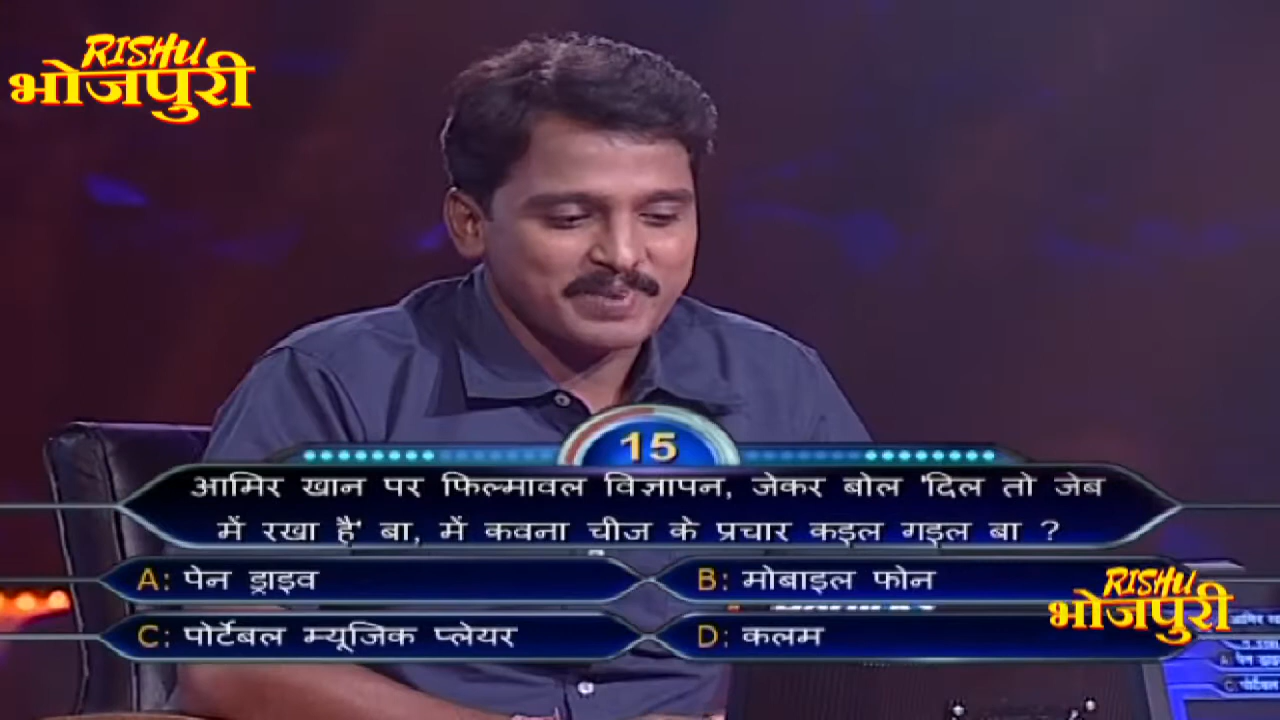 RISHU
भोजपुरी
15
आमिर खान पर फिल्मावल विज्ञापन, जेकर बोल 'दिल तो जेब
में रखा है' बा, में कवना चीज के प्रचार कइल गइल बा ?
A: पेन ड्राइव
B: मोबाइल फोन
C: पोर्टेबल म्यूजिक प्लेयर
D: कलम
RISHU
भोजपुरी